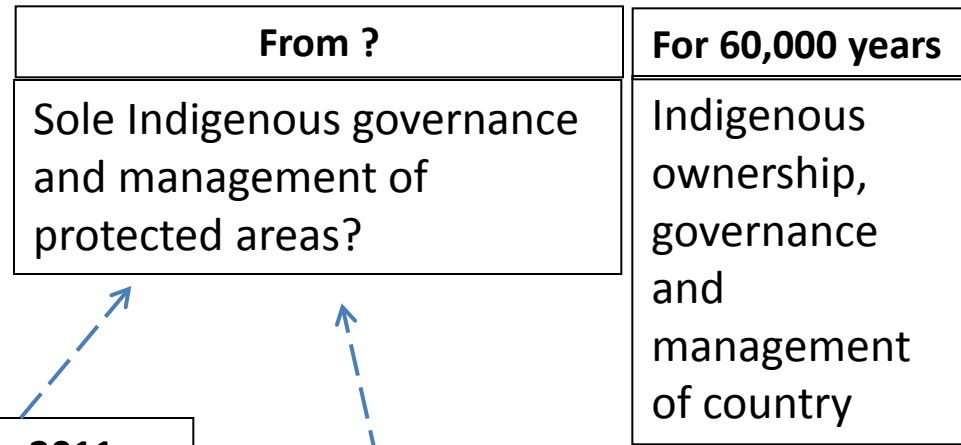 From ?
Sole Indigenous governance
and management of
protected areas?
For 60,000 years
Indigenous
ownership,
governance
and
management
of country